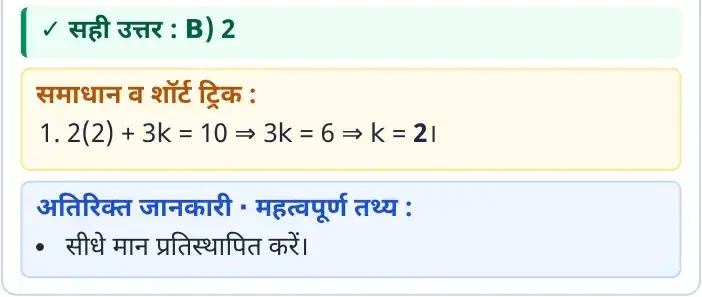 ✓ सही उत्तर : B) 2
समाधान व शॉर्ट ट्रिक :
1. 2(2) + 3k = 10 ⇒ 3k = 6 ⇒ k = 2।
अतिरिक्त जानकारी · महत्वपूर्ण तथ्य :
• सीधे मान प्रतिस्थापित करें।